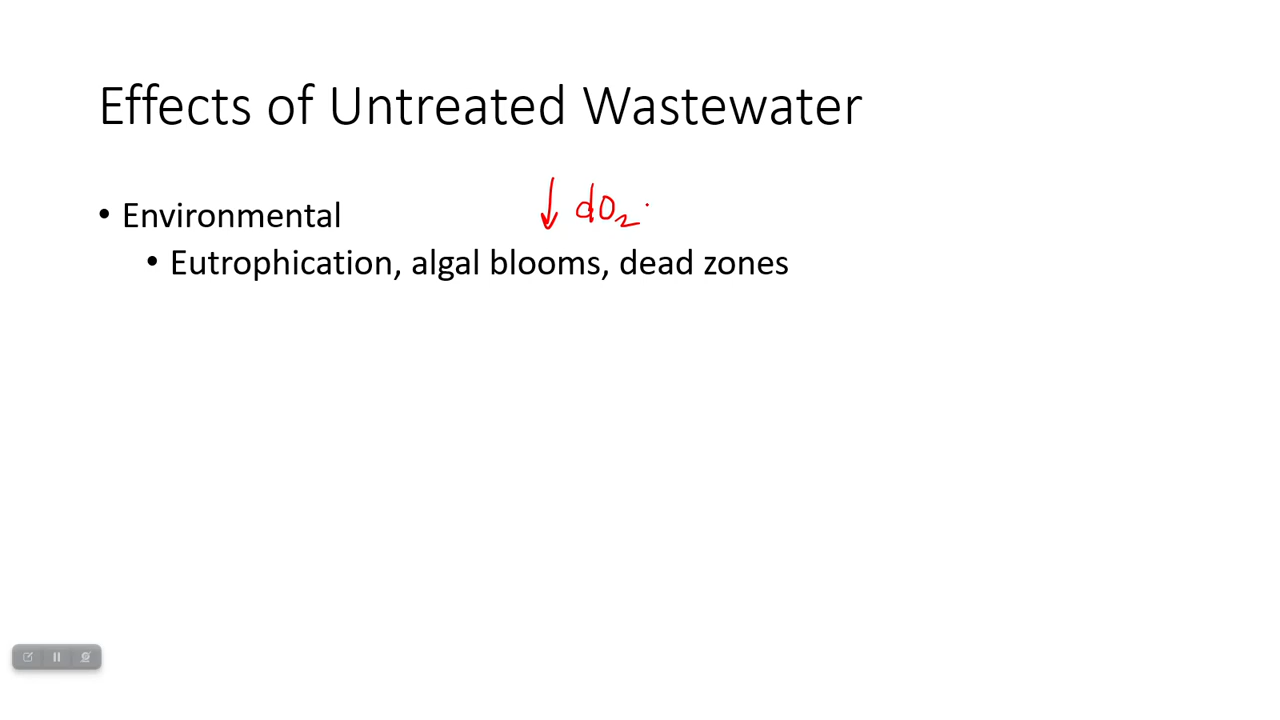 Effects of Untreated Wastewater
↓ dO₂
• Environmental
• Eutrophication, algal blooms, dead zones